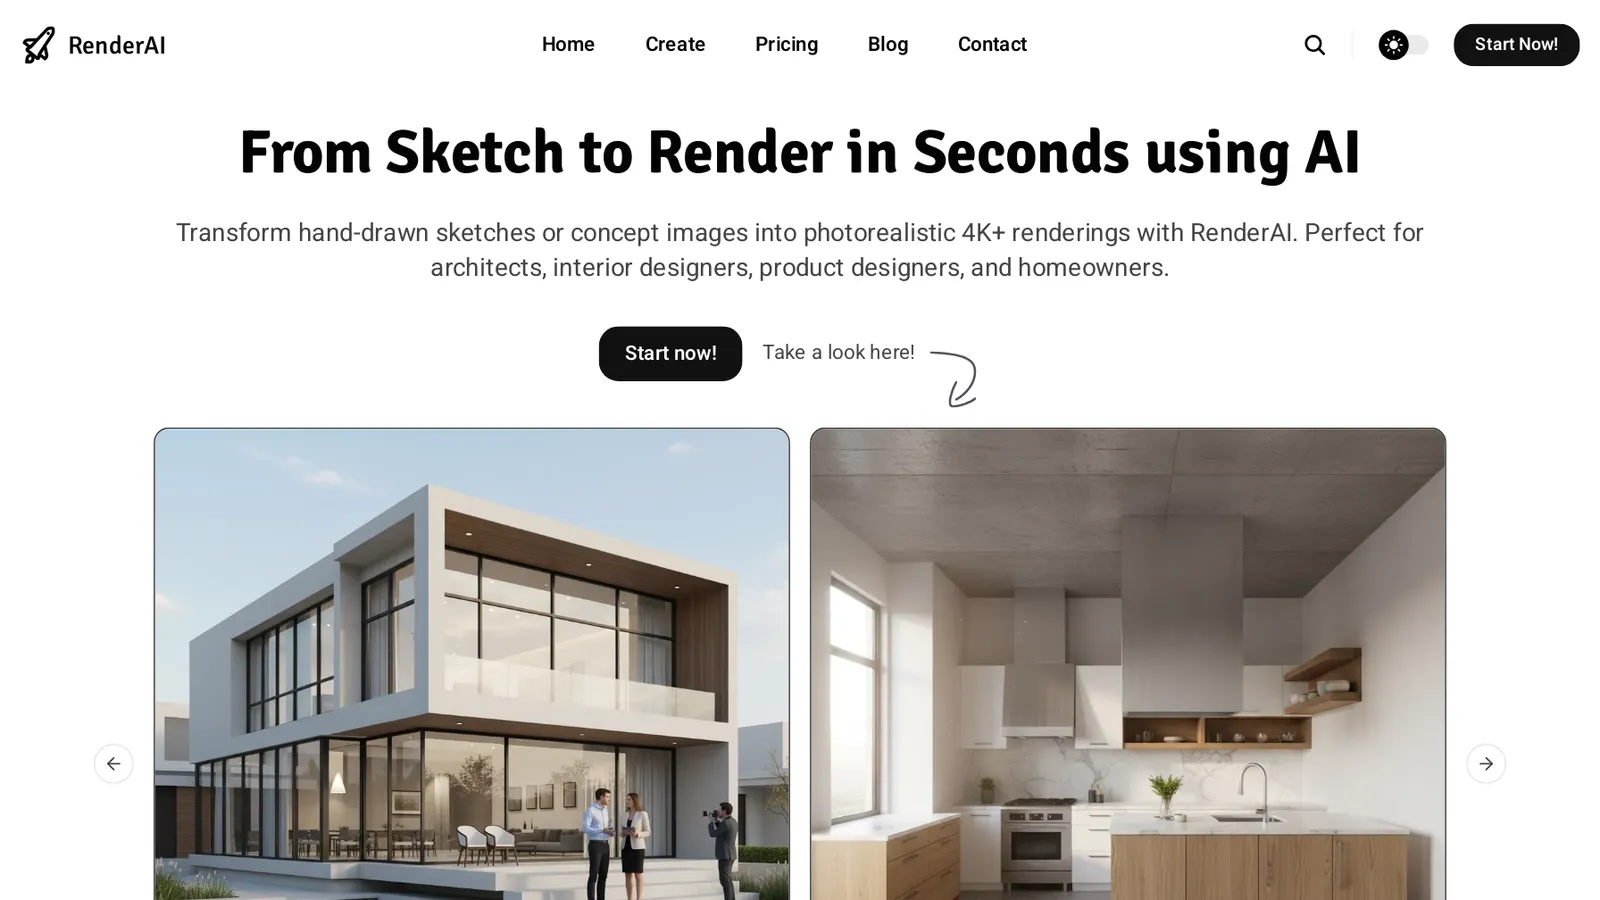 RenderAI
Home
Create
Pricing
Blog
Contact
Start Now!
From Sketch to Render in Seconds using AI
Transform hand-drawn sketches or concept images into photorealistic 4K+ renderings with RenderAI. Perfect for
architects, interior designers, product designers, and homeowners.
Start now!
Take a look here!